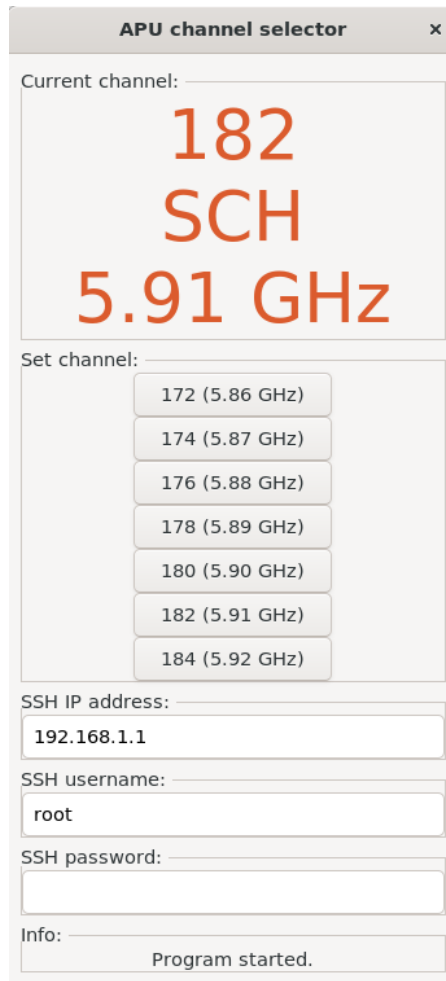 APU channel selector ×
Current channel:
182
SCH
5.91 GHz
Set channel:
172 (5.86 GHz)
174 (5.87 GHz)
176 (5.88 GHz)
178 (5.89 GHz)
180 (5.90 GHz)
182 (5.91 GHz)
184 (5.92 GHz)
SSH IP address:
192.168.1.1
SSH username:
root
SSH password:
Info:
Program started.